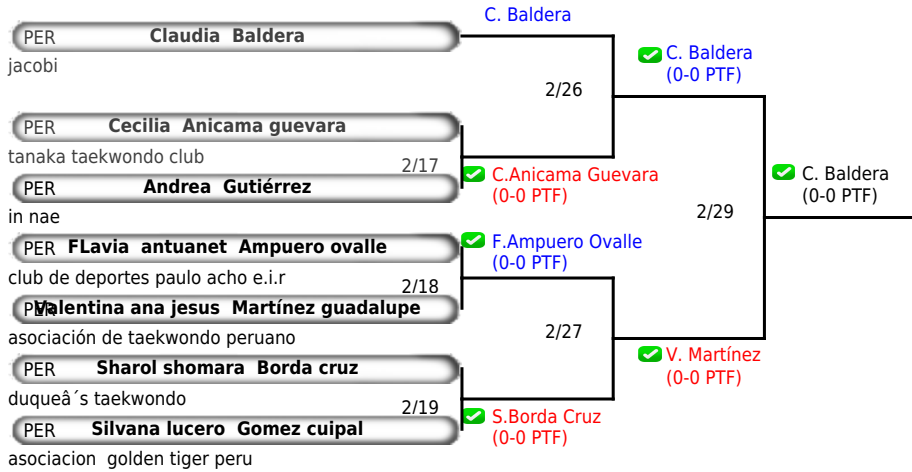 C. Baldera
PER Claudia Baldera
jacobi
C. Baldera
(0-0 PTF)
2/26
PER Cecilia Anicama guevara
tanaka taekwondo club
2/17
C.Anicama Guevara
(0-0 PTF)
PER Andrea Gutiérrez
in nae
C. Baldera
(0-0 PTF)
2/29
PER FLavia antuanet Ampuero ovalle
club de deportes paulo acho e.i.r
2/18
F.Ampuero Ovalle
(0-0 PTF)
PER Valentina ana jesus Martínez guadalupe
asociación de taekwondo peruano
2/27
V. Martínez
(0-0 PTF)
PER Sharol shomara Borda cruz
duqueâ´s taekwondo
2/19
S.Borda Cruz
(0-0 PTF)
PER Silvana lucero Gomez cuipal
asociacion golden tiger peru